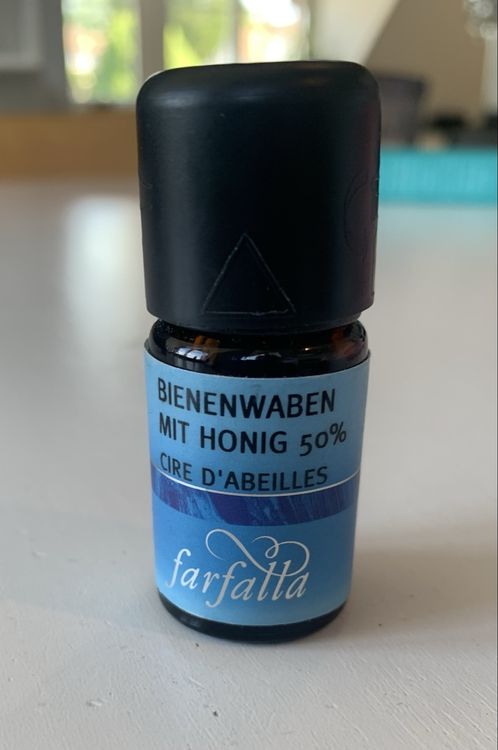 BIENENWABEN
MIT HONIG 50%
CIRE D'ABEILLES
farfalla